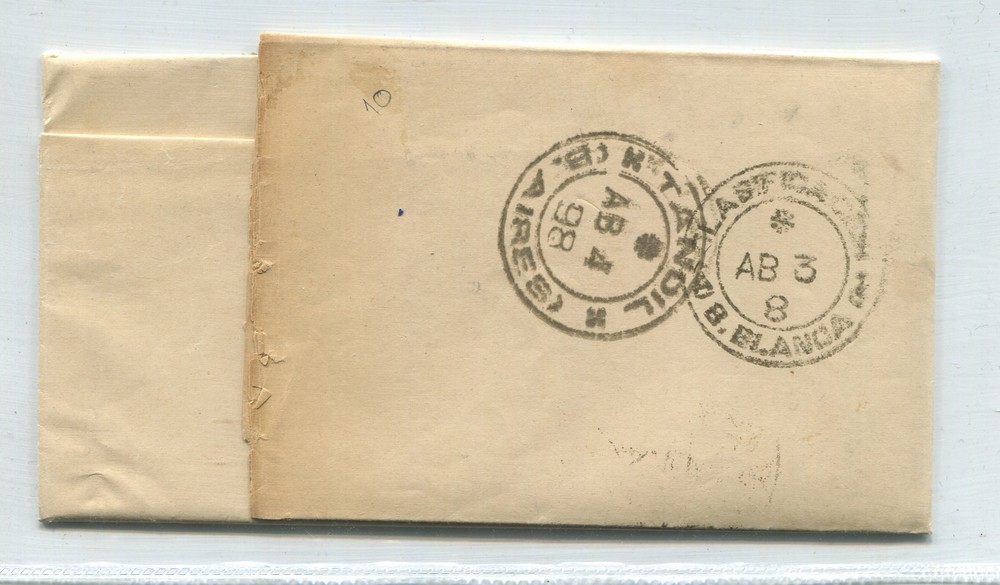 10
TANDIL (B. AIRES)
AB 4
98
AB 3
8
B. BLANCA